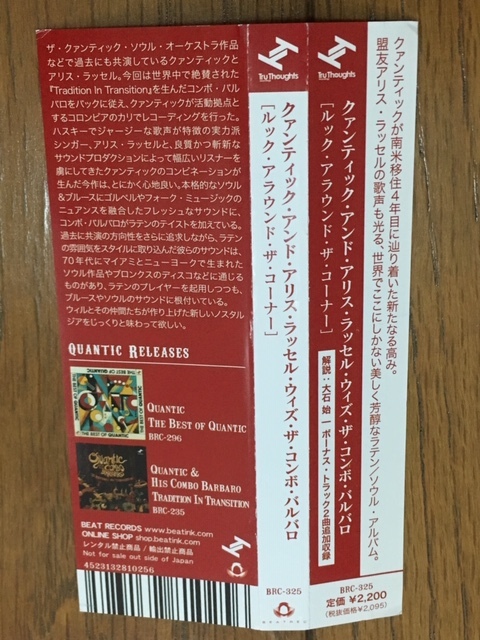 ザ・クァンティック・ソウル・オーケストラ作品
などで過去にも共演しているクァンティックと
アリス・ラッセル。今回は世界中で絶賛された
『Tradition In Transition』を生んだコンボ・バル
バロをバックに従え、クァンティックが活動拠点と
するコロンビアのカリでレコーディングを行った。
ハスキーでジャージーな歌声が特徴の実力派
シンガー、アリス・ラッセルと、良質かつ斬新な
サウンドプロダクションによって幅広いリスナーを
虜にしてきたクァンティックのコンビネーションが
生んだ今作は、とにかく心地良い。本格的なソウル
&ブルースにゴルペルやフォーク・ミュージックの
ニュアンスを融合したフレッシュなサウンドに、
コンボ・バルバロがラテンのテイストを加えている。
過去に共演の方向性をさらに追求しながら、ラテン
の雰囲気をスタイルに取り込んだ彼らのサウンドは、
70年代にマイアミとニューヨークで生まれた
ソウル作品やブロンクスのディスコなどに通じる
ものがあり、ラテンのプレイヤーを起用しつつも、
ブルースやソウルのサウンドに根付いている。
ウィルとその仲間たちが作り上げた新しいノスタル
ジアをじっくりと味わって欲しい。
QUANTIC RELEASES
THE BEST OF QUANTIC
QUANTIC
THE BEST OF QUANTIC
BRC-296
QUANTIC &
HIS COMBO BARBARO
TRADITION IN TRANSITION
BRC-235
BEAT RECORDS www.beatink.com
ONLINE SHOP shop.beatink.com
レンタル禁止商品/輸出禁止商品
Not for sale out side of Japan
4523132810256
Tru Thoughts
クァンティック・アンド・アリス・ラッセル・ウィズ・ザ・コンボ・バルバロ
[ルック・アラウンド・ザ・コーナー]
BRC-325
BEATINK
Tru Thoughts
クァンティックが南米移住4年目に辿り着いた新たなる高み。
盟友アリス・ラッセルの歌声も光る、世界でここにしかない美しく芳醇なラテン/ソウル・アルバム。
クァンティック・アンド・アリス・ラッセル・ウィズ・ザ・コンボ・バルバロ
[ルック・アラウンド・ザ・コーナー]
解説:大石 始 ― ボーナス・トラック2曲追加収録
BRC-325
定価 ¥2,200
(税抜価格¥2,095)